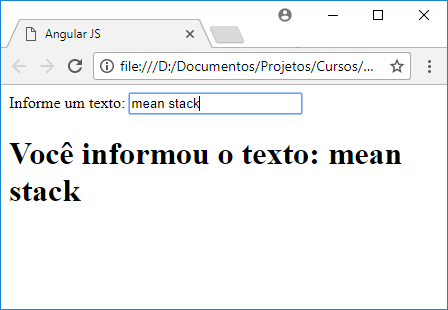 Angular JS
file:///D:/Documentos/Projetos/Cursos/...
Informe um texto: mean stack
Você informou o texto: mean
stack